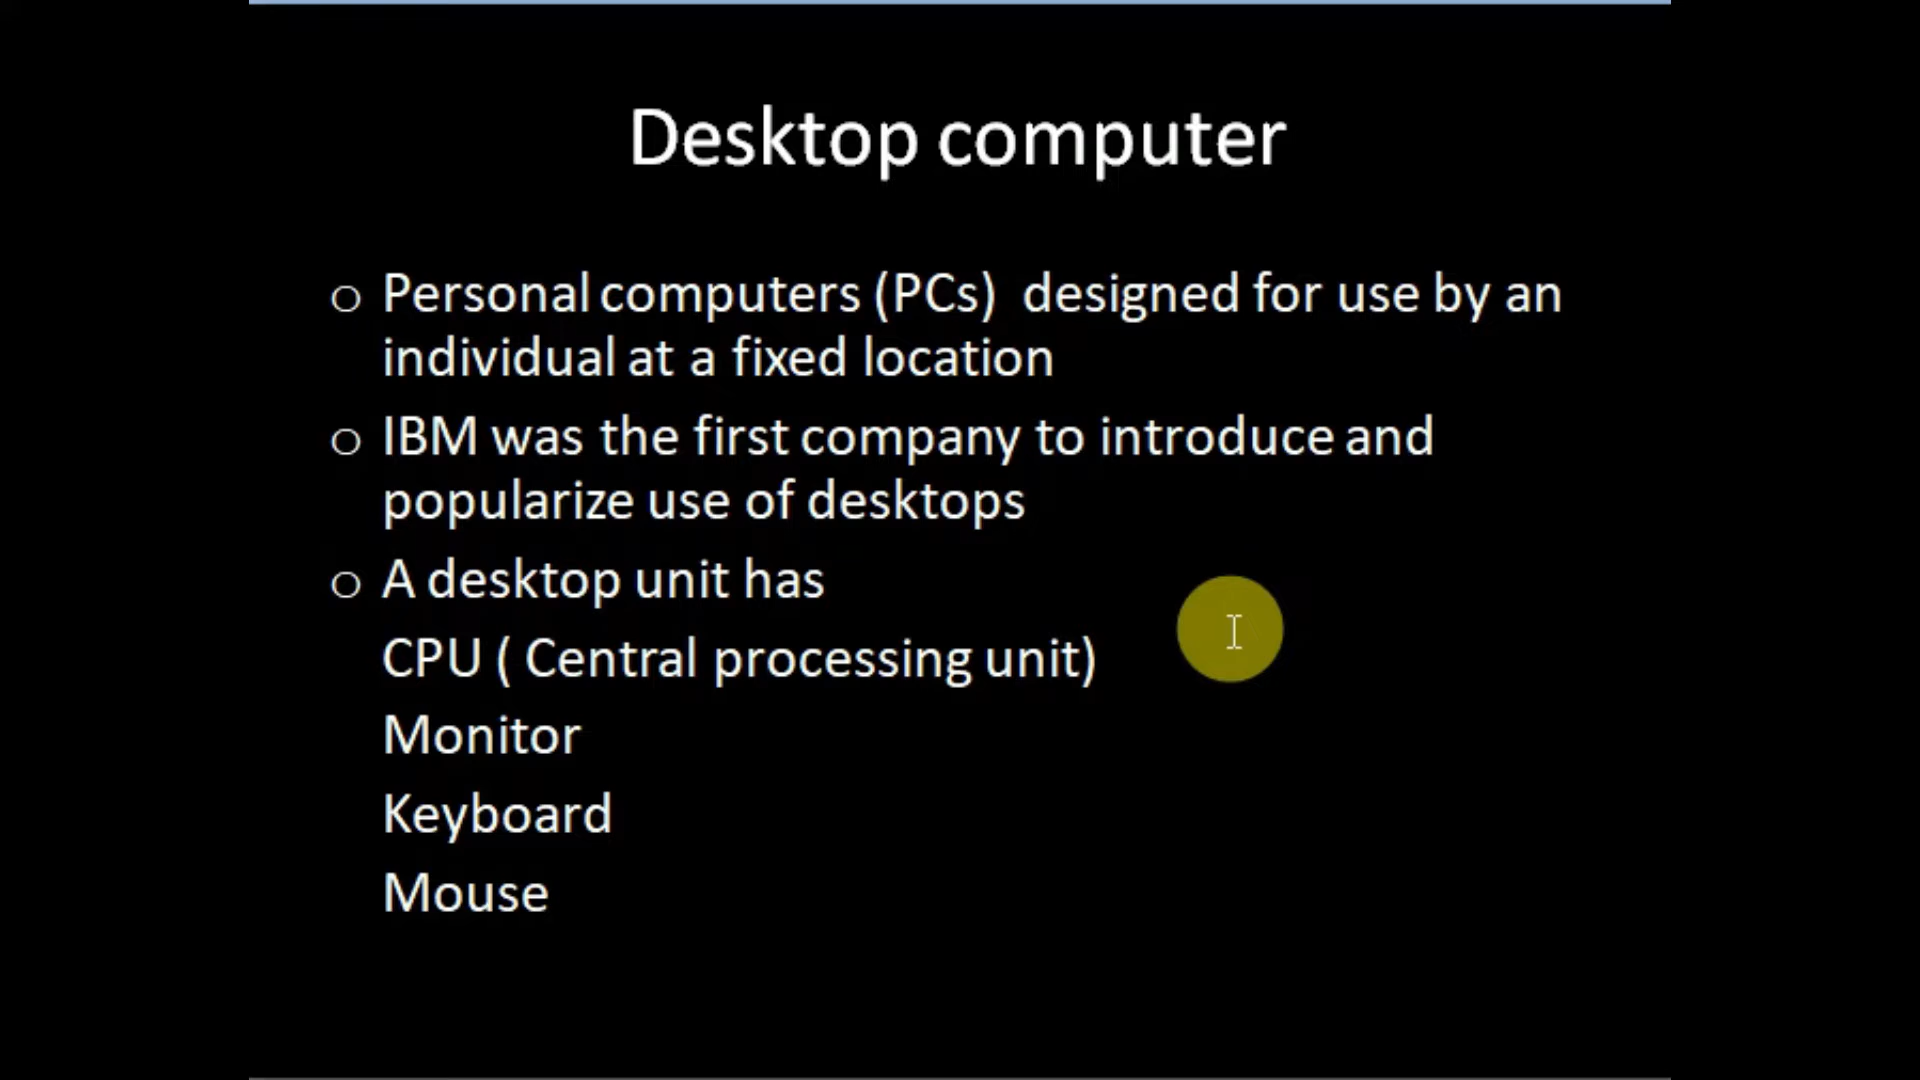 Desktop computer
o Personal computers (PCs) designed for use by an
individual at a fixed location
o IBM was the first company to introduce and
popularize use of desktops
o A desktop unit has
CPU ( Central processing unit)
Monitor
Keyboard
Mouse